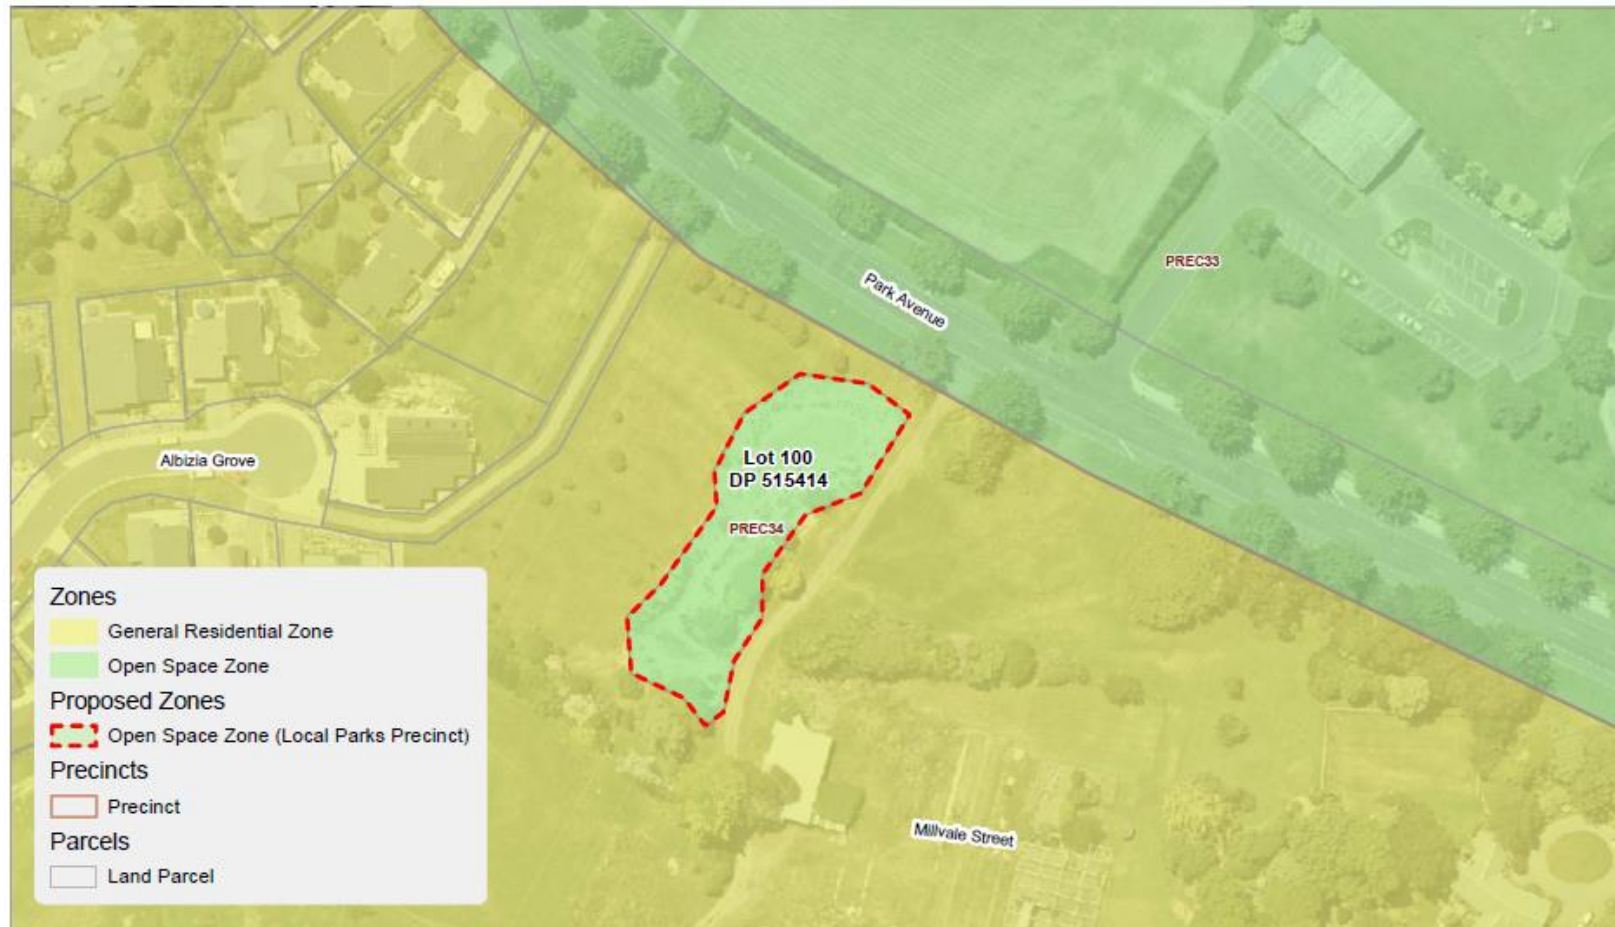 PREC33
Park Avenue
Albizia Grove
Lot 100
DP 515414
PREC34
Millvale Street
Zones
General Residential Zone
Open Space Zone
Proposed Zones
Open Space Zone (Local Parks Precinct)
Precincts
Precinct
Parcels
Land Parcel